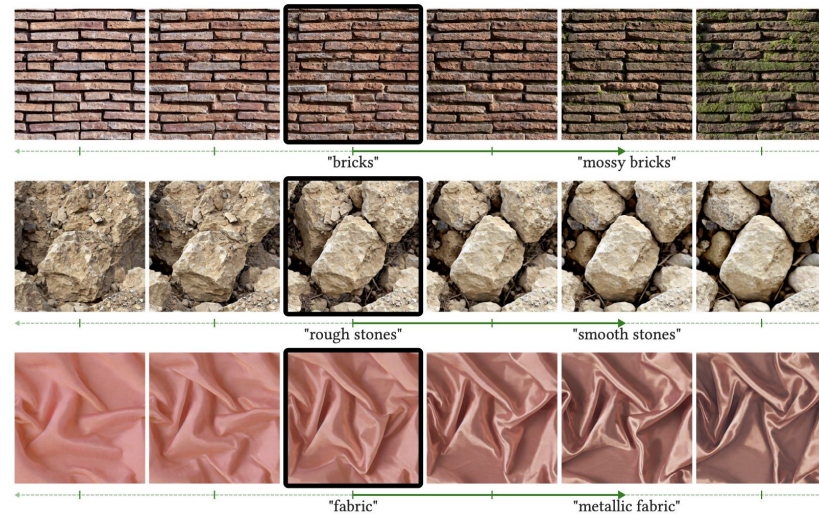 "bricks" "mossy bricks"
"rough stones" "smooth stones"
"fabric" "metallic fabric"